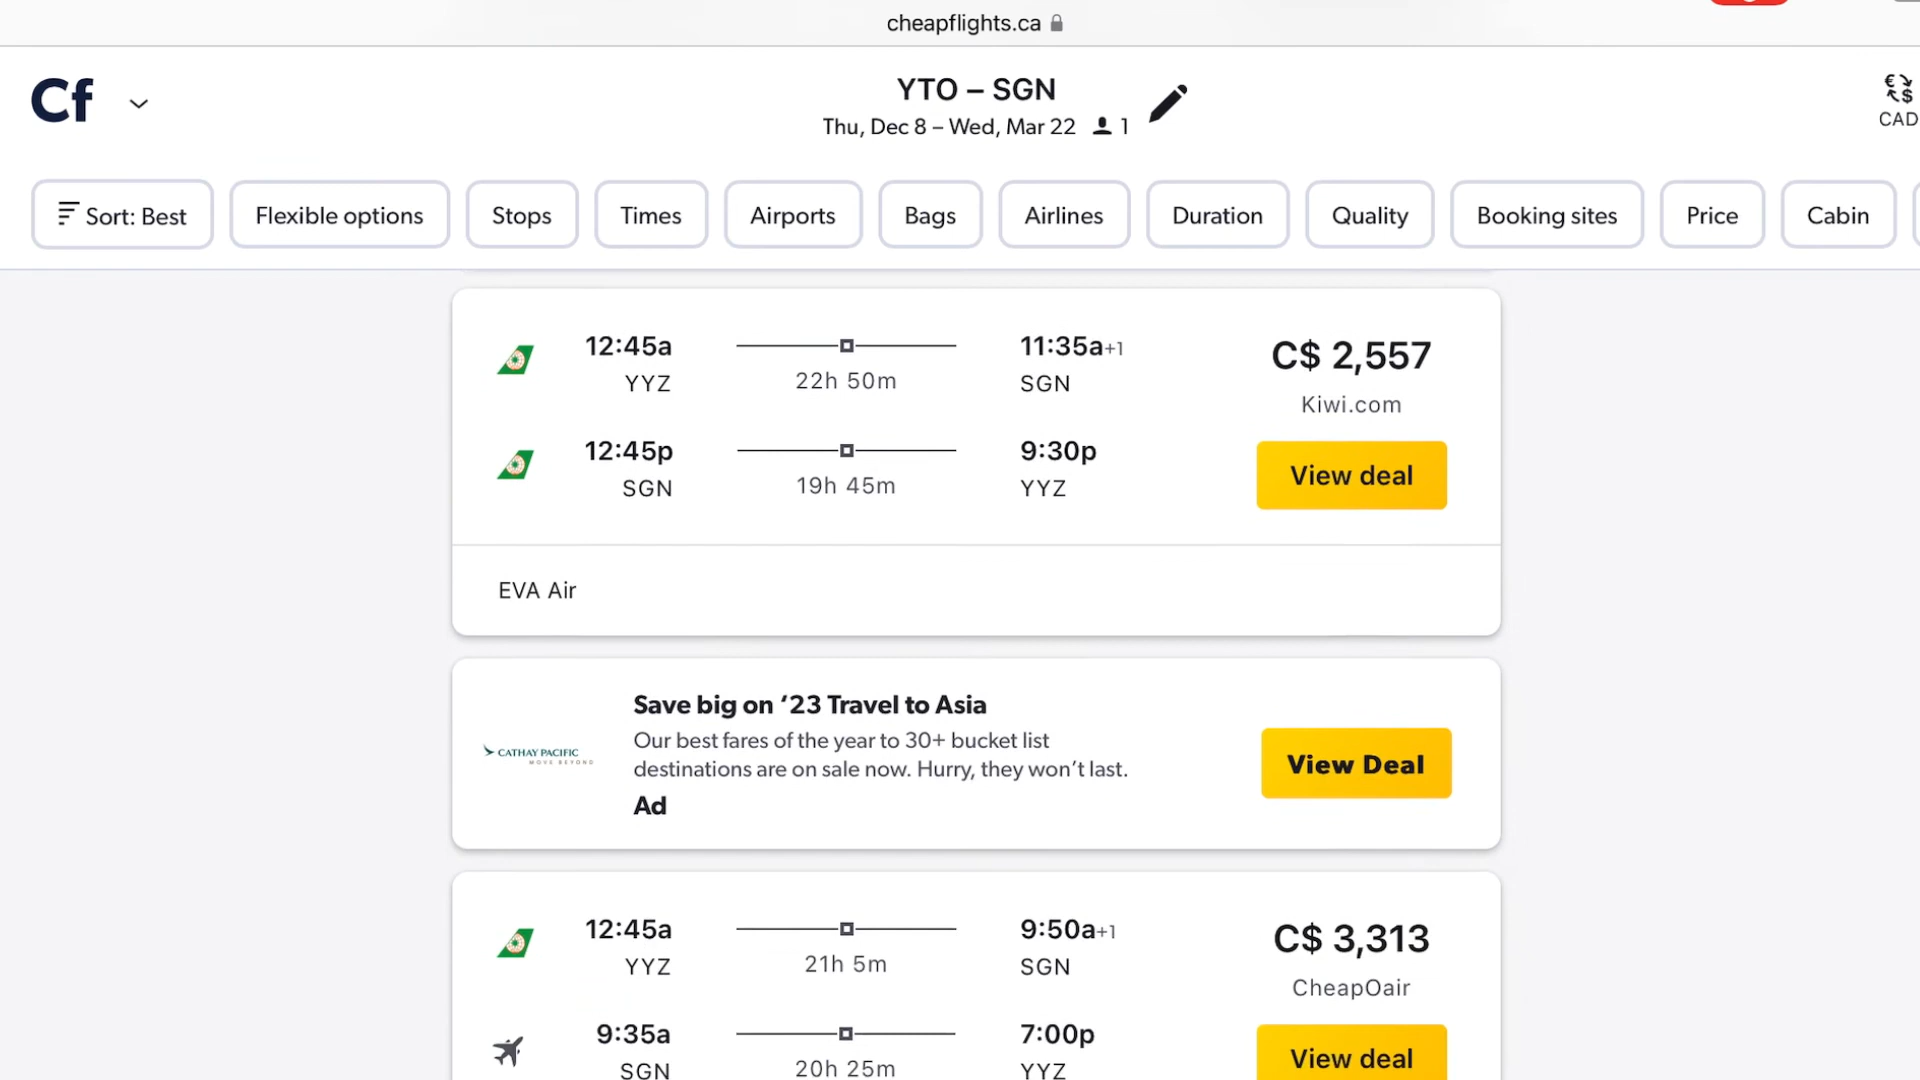 cheapflights.ca
Cf
YTO – SGN
Thu, Dec 8 – Wed, Mar 22 1
CAD
Sort: Best
Flexible options
Stops
Times
Airports
Bags
Airlines
Duration
Quality
Booking sites
Price
Cabin
12:45a 11:35a+1
YYZ 22h 50m SGN
C$ 2,557
Kiwi.com
12:45p 9:30p
SGN 19h 45m YYZ
View deal
EVA Air
CATHAY PACIFIC
MOVE BEYOND
Save big on ‘23 Travel to Asia
Our best fares of the year to 30+ bucket list
destinations are on sale now. Hurry, they won’t last.
Ad
View Deal
12:45a 9:50a+1
YYZ 21h 5m SGN
C$ 3,313
CheapOair
9:35a 7:00p
SGN 20h 25m YYZ
View deal